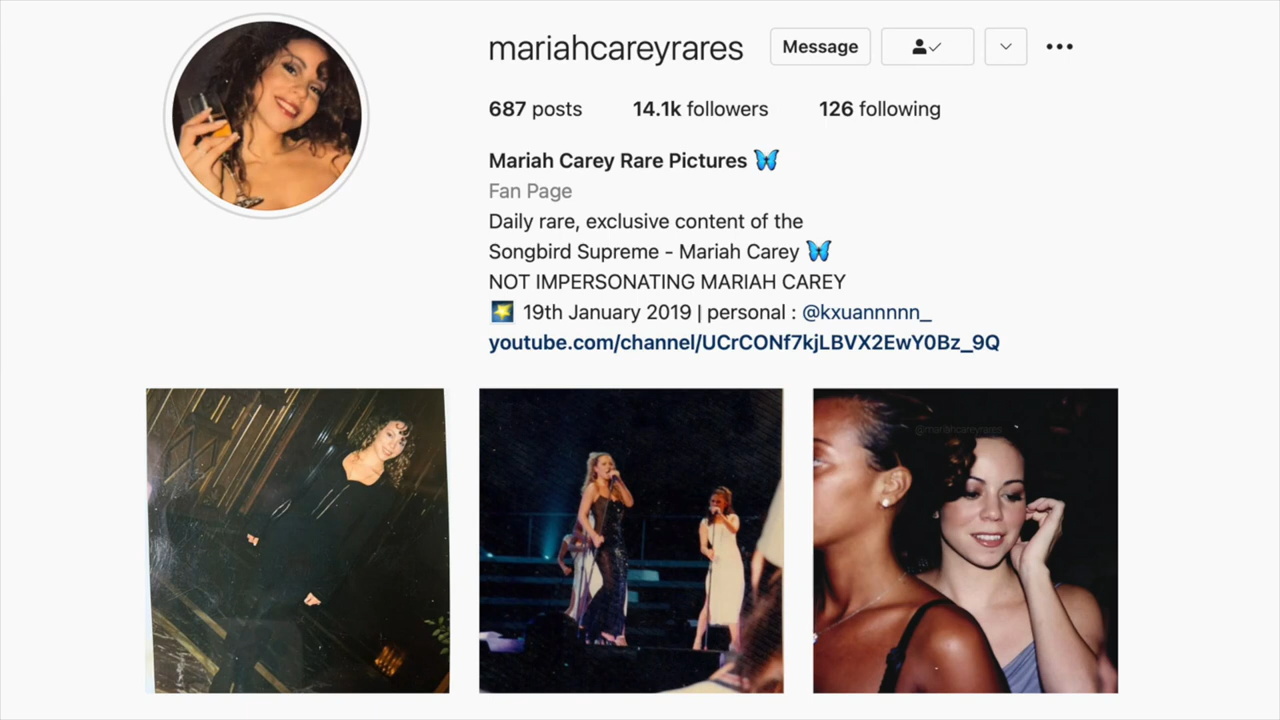 mariahcareyrares
Message
687 posts 14.1k followers 126 following
Mariah Carey Rare Pictures 🦋
Fan Page
Daily rare, exclusive content of the
Songbird Supreme - Mariah Carey 🦋
NOT IMPERSONATING MARIAH CAREY
🌠 19th January 2019 | personal : @kxuannnnn_
youtube.com/channel/UCrCONf7kjLBVX2EwY0Bz_9Q
@mariahcareyrares